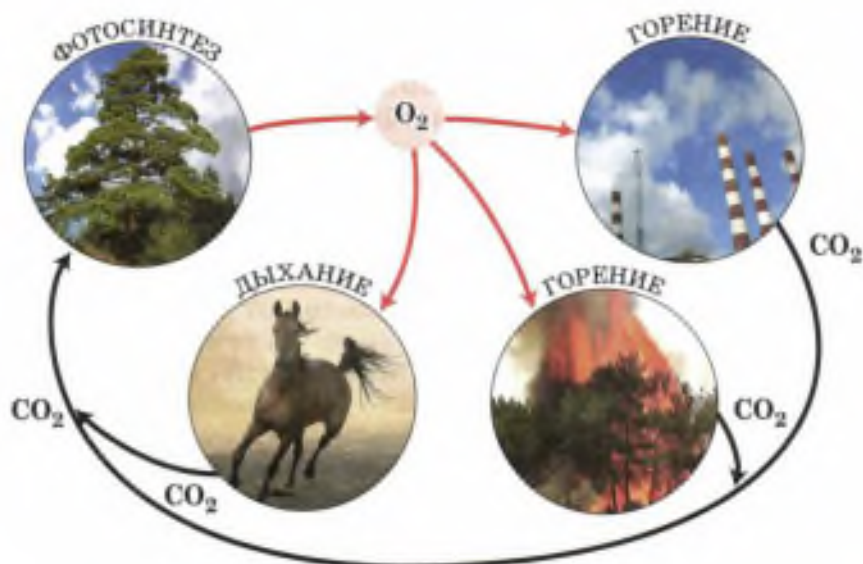 ФОТОСИНТЕЗ
ГОРЕНИЕ
O₂
CO₂
ДЫХАНИЕ
ГОРЕНИЕ
CO₂
CO₂
CO₂